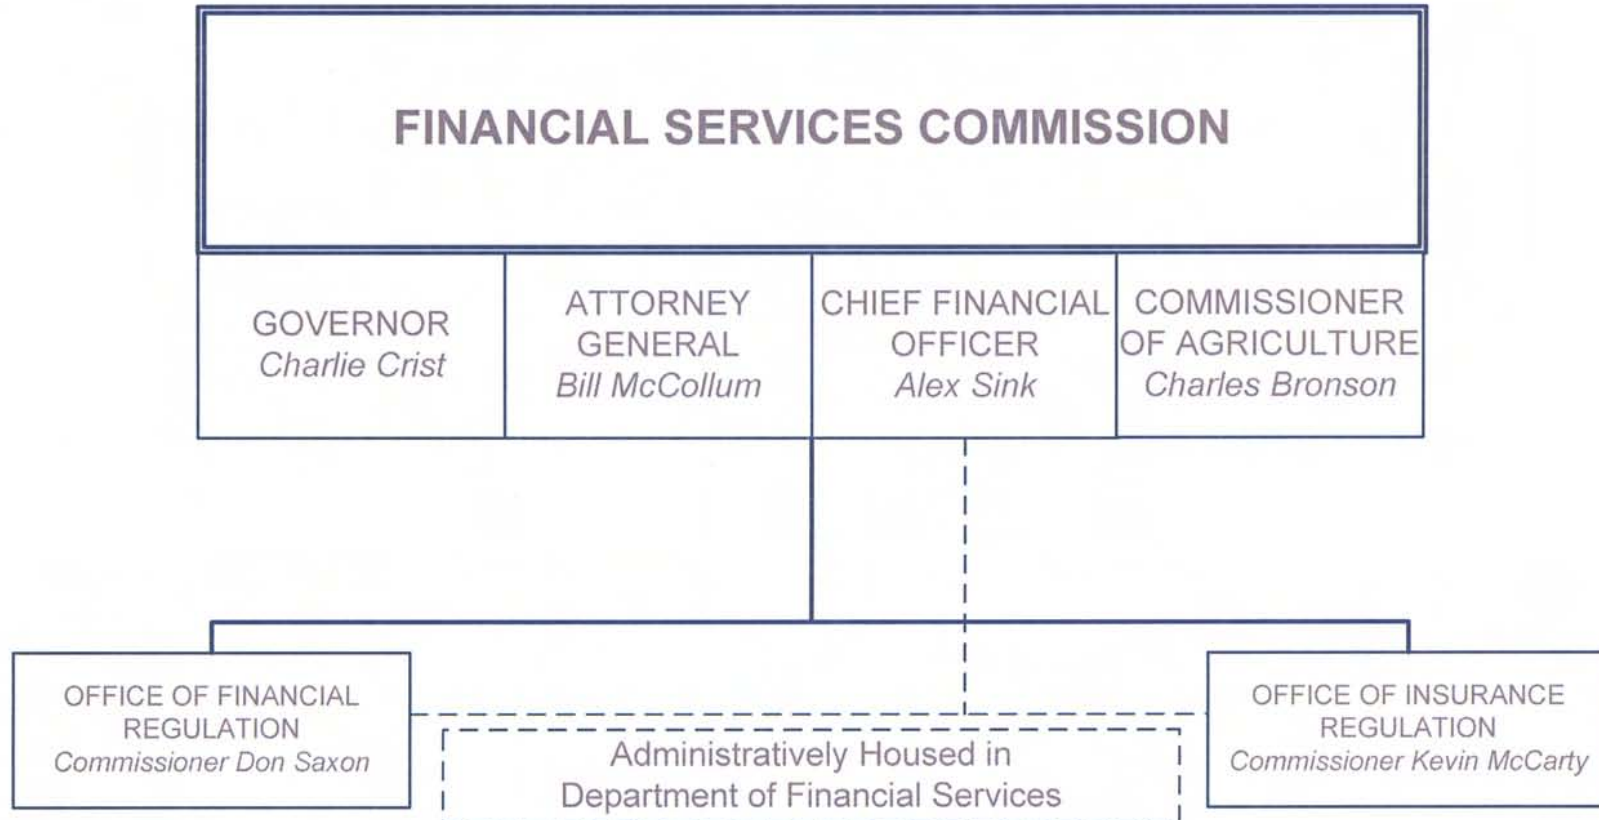 FINANCIAL SERVICES COMMISSION
GOVERNOR
Charlie Crist
ATTORNEY
GENERAL
Bill McCollum
CHIEF FINANCIAL
OFFICER
Alex Sink
COMMISSIONER
OF AGRICULTURE
Charles Bronson
OFFICE OF FINANCIAL
REGULATION
Commissioner Don Saxon
Administratively Housed in
Department of Financial Services
OFFICE OF INSURANCE
REGULATION
Commissioner Kevin McCarty